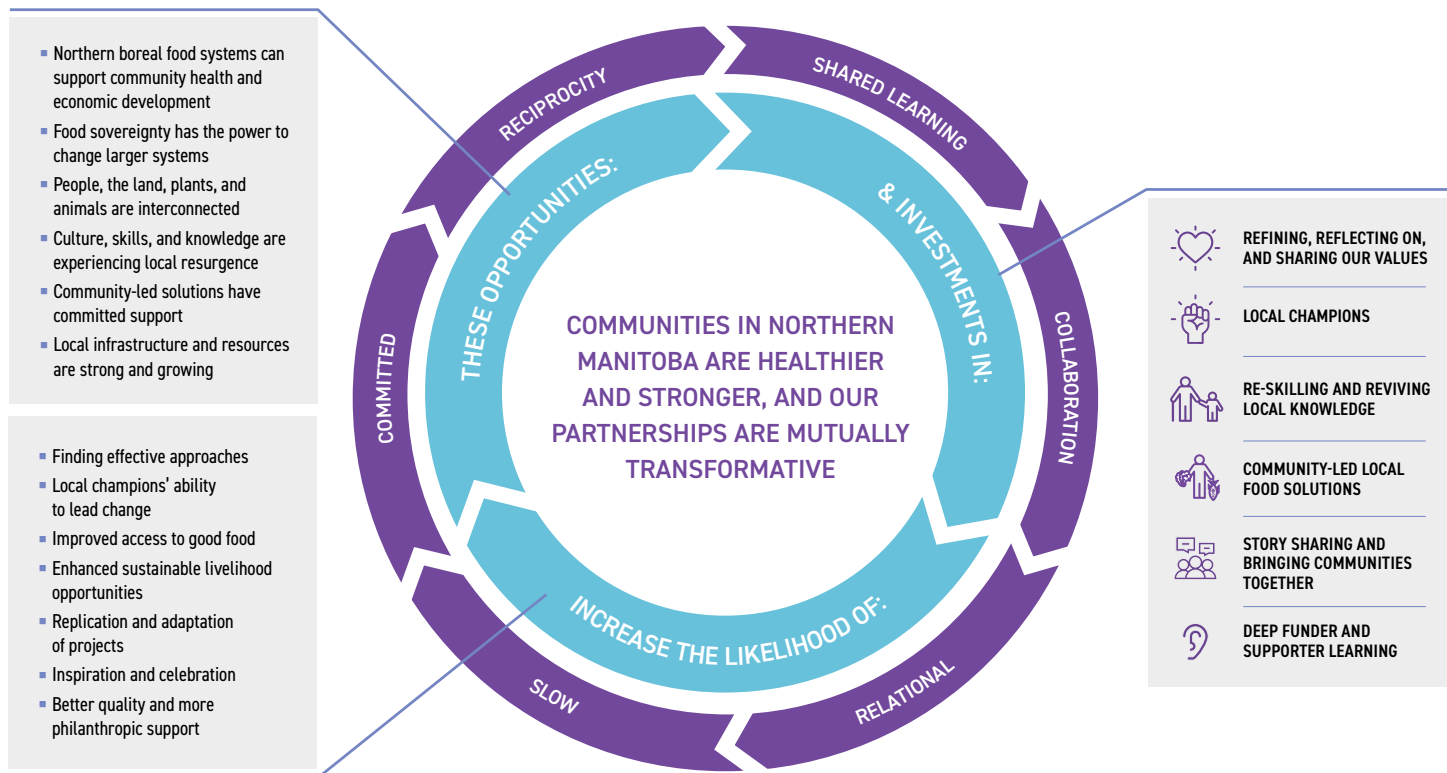 Northern boreal food systems can
support community health and
economic development
Food sovereignty has the power to
change larger systems
People, the land, plants, and
animals are interconnected
Culture, skills, and knowledge are
experiencing local resurgence
Community-led solutions have
committed support
Local infrastructure and resources
are strong and growing
Finding effective approaches
Local champions' ability
to lead change
Improved access to good food
Enhanced sustainable livelihood
opportunities
Replication and adaptation
of projects
Inspiration and celebration
Better quality and more
philanthropic support
RECIPROCITY
SHARED LEARNING
COLLABORATION
RELATIONAL
SLOW
COMMITTED
THESE OPPORTUNITIES:
& INVESTMENTS IN:
INCREASE THE LIKELIHOOD OF:
COMMUNITIES IN NORTHERN
MANITOBA ARE HEALTHIER
AND STRONGER, AND OUR
PARTNERSHIPS ARE MUTUALLY
TRANSFORMATIVE
REFINING, REFLECTING ON,
AND SHARING OUR VALUES
LOCAL CHAMPIONS
RE-SKILLING AND REVIVING
LOCAL KNOWLEDGE
COMMUNITY-LED LOCAL
FOOD SOLUTIONS
STORY SHARING AND
BRINGING COMMUNITIES
TOGETHER
DEEP FUNDER AND
SUPPORTER LEARNING